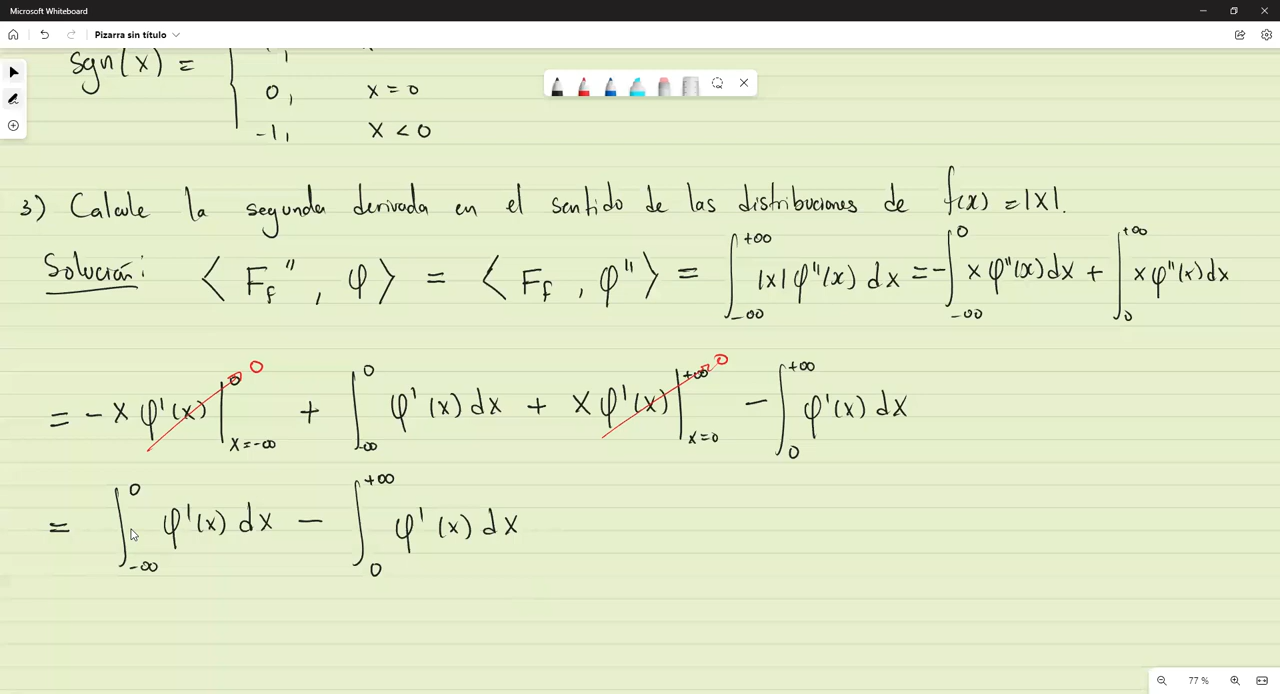 Microsoft Whiteboard
Pizarra sin título
sgn(x) = { 1,
0, x = 0
-1, x < 0
3) Calcule la segunda derivada en el sentido de las distribuciones de f(x) = |x|.
Solución: ⟨F_f'', φ⟩ = ⟨F_f, φ''⟩ = ∫_{-∞}^{+∞} |x| φ''(x) dx = -∫_{-∞}^{0} x φ''(x) dx + ∫_{0}^{+∞} x φ''(x) dx
= -x φ'(x) |_{x=-∞}^{0} 0 + ∫_{-∞}^{0} φ'(x) dx + x φ'(x) |_{x=0}^{+∞} 0 - ∫_{0}^{+∞} φ'(x) dx
= ∫_{-∞}^{0} φ'(x) dx - ∫_{0}^{+∞} φ'(x) dx
77 %